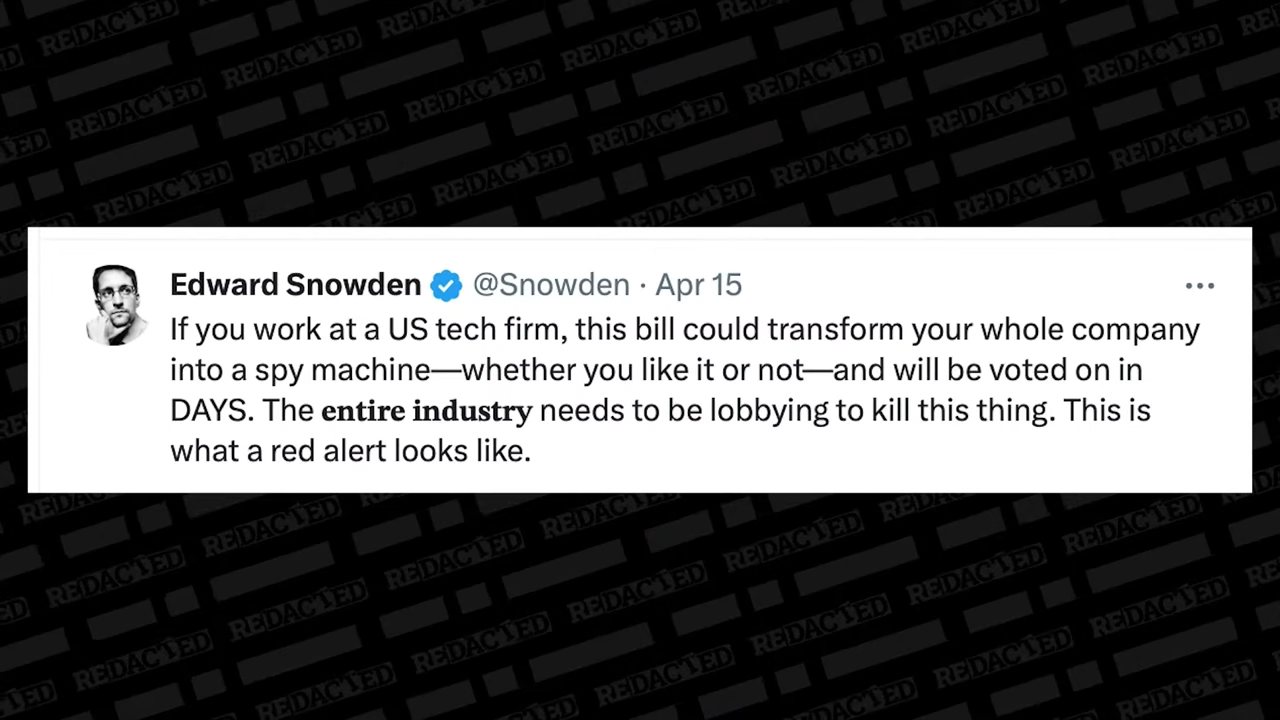 Edward Snowden @Snowden · Apr 15
If you work at a US tech firm, this bill could transform your whole company
into a spy machine—whether you like it or not—and will be voted on in
DAYS. The entire industry needs to be lobbying to kill this thing. This is
what a red alert looks like.
REDACTED